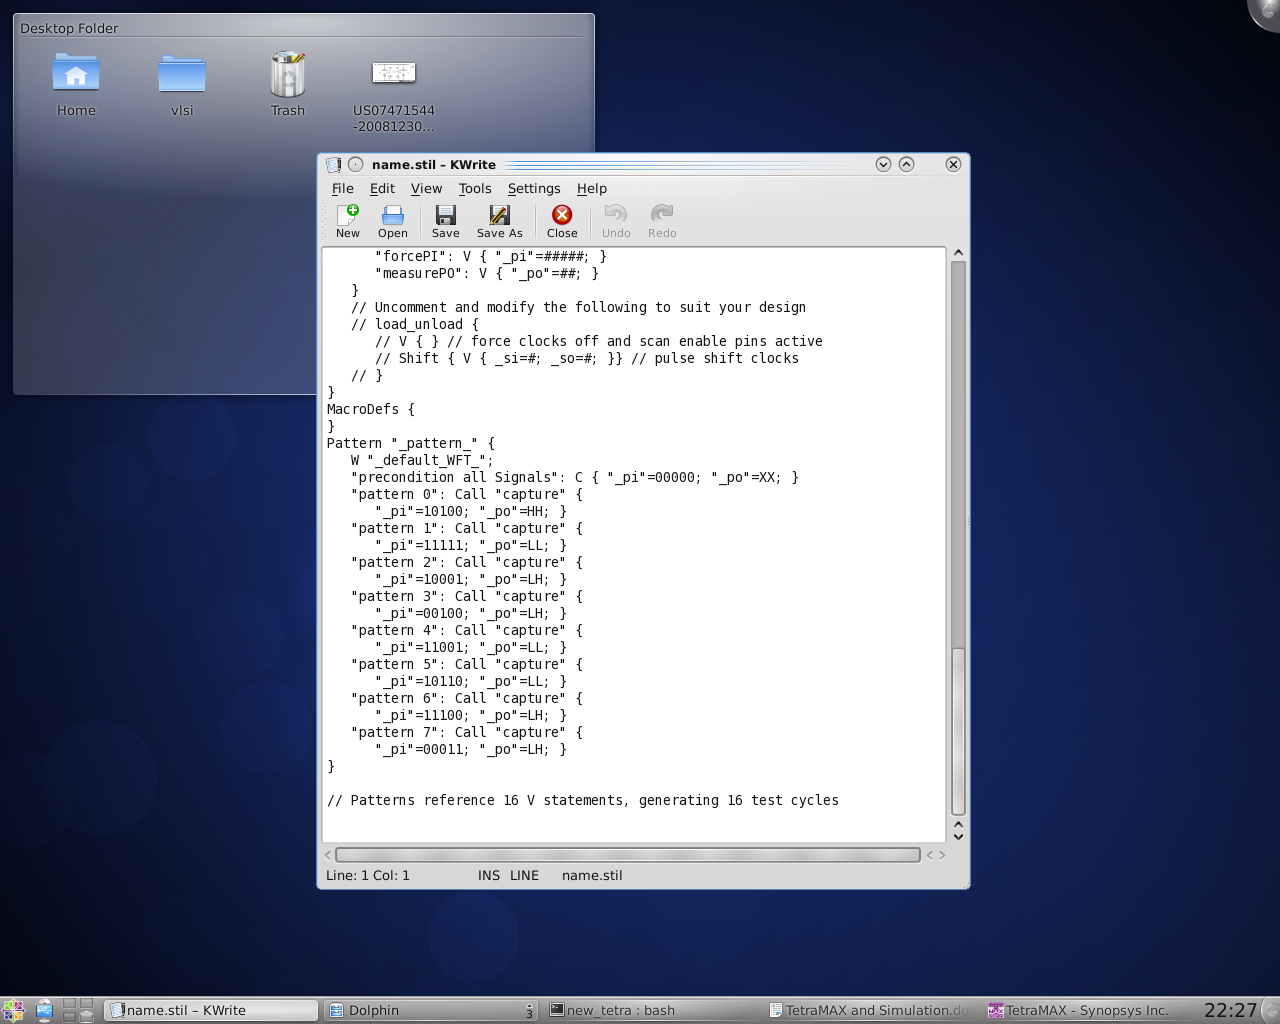 Desktop Folder
Home
vlsi
Trash
US07471544
-20081230...
name.stil – KWrite
File Edit View Tools Settings Help
New Open Save Save As Close Undo Redo
"forcePI": V { "_pi"=#####; }
"measurePO": V { "_po"=##; }
}
// Uncomment and modify the following to suit your design
// load_unload {
// V { } // force clocks off and scan enable pins active
// Shift { V { _si=#; _so=#; }} // pulse shift clocks
// }
}
MacroDefs {
}
Pattern "_pattern_" {
W "_default_WFT_";
"precondition all Signals": C { "_pi"=00000; "_po"=XX; }
"pattern 0": Call "capture" {
"_pi"=10100; "_po"=HH; }
"pattern 1": Call "capture" {
"_pi"=11111; "_po"=LL; }
"pattern 2": Call "capture" {
"_pi"=10001; "_po"=LH; }
"pattern 3": Call "capture" {
"_pi"=00100; "_po"=LH; }
"pattern 4": Call "capture" {
"_pi"=11001; "_po"=LL; }
"pattern 5": Call "capture" {
"_pi"=10110; "_po"=LL; }
"pattern 6": Call "capture" {
"_pi"=11100; "_po"=LH; }
"pattern 7": Call "capture" {
"_pi"=00011; "_po"=LH; }
}
// Patterns reference 16 V statements, generating 16 test cycles
Line: 1 Col: 1 INS LINE name.stil
name.stil – KWrite Dolphin 3 new_tetra : bash TetraMAX and Simulation.do TetraMAX - Synopsys Inc. 22:27